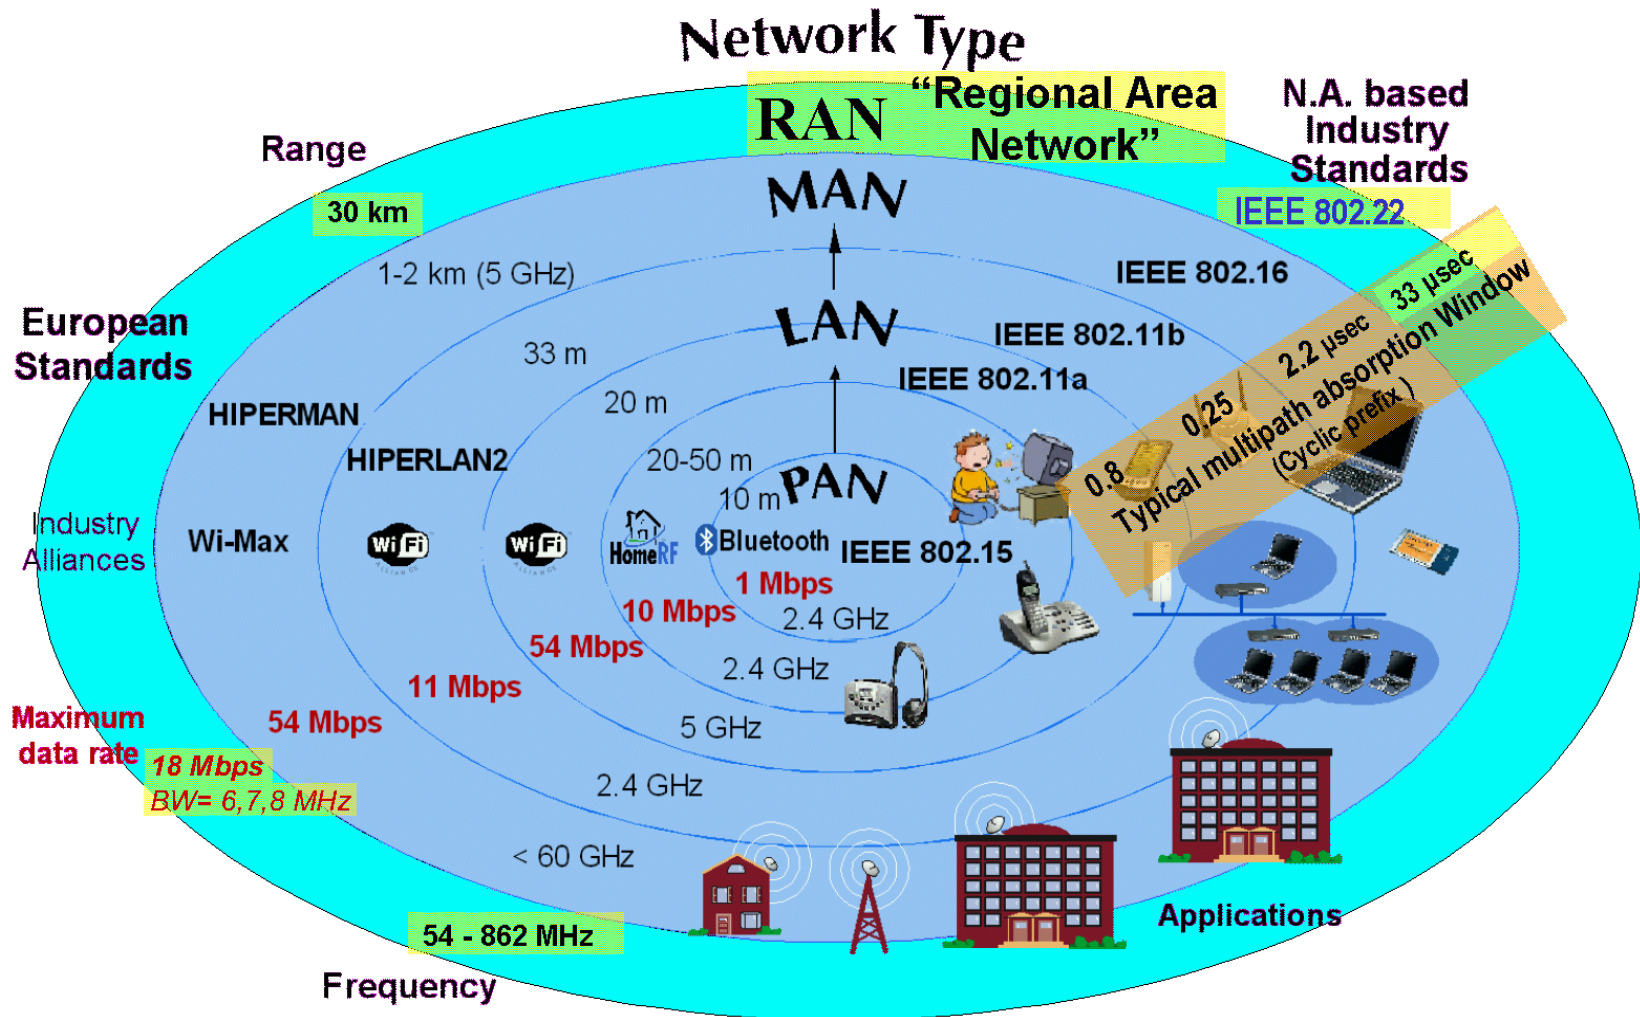 Network Type
RAN
“Regional Area
Network”
N.A. based
Industry
Standards
IEEE 802.22
Range
30 km
MAN
1-2 km (5 GHz)
IEEE 802.16
33 µsec
European
Standards
LAN
IEEE 802.11b
33 m
2.2 µsec
IEEE 802.11a
20 m
0.25
0.8
Typical multipath absorption Window
(Cyclic prefix )
HIPERMAN
HIPERLAN2
20-50 m
PAN
10 m
Industry
Alliances
Wi-Max
Wi Fi
ALLIANCE
Wi Fi
ALLIANCE
HomeRF
Bluetooth
IEEE 802.15
1 Mbps
10 Mbps
2.4 GHz
54 Mbps
2.4 GHz
11 Mbps
5 GHz
54 Mbps
2.4 GHz
Maximum
data rate
18 Mbps
BW= 6,7,8 MHz
< 60 GHz
54 - 862 MHz
Applications
Frequency